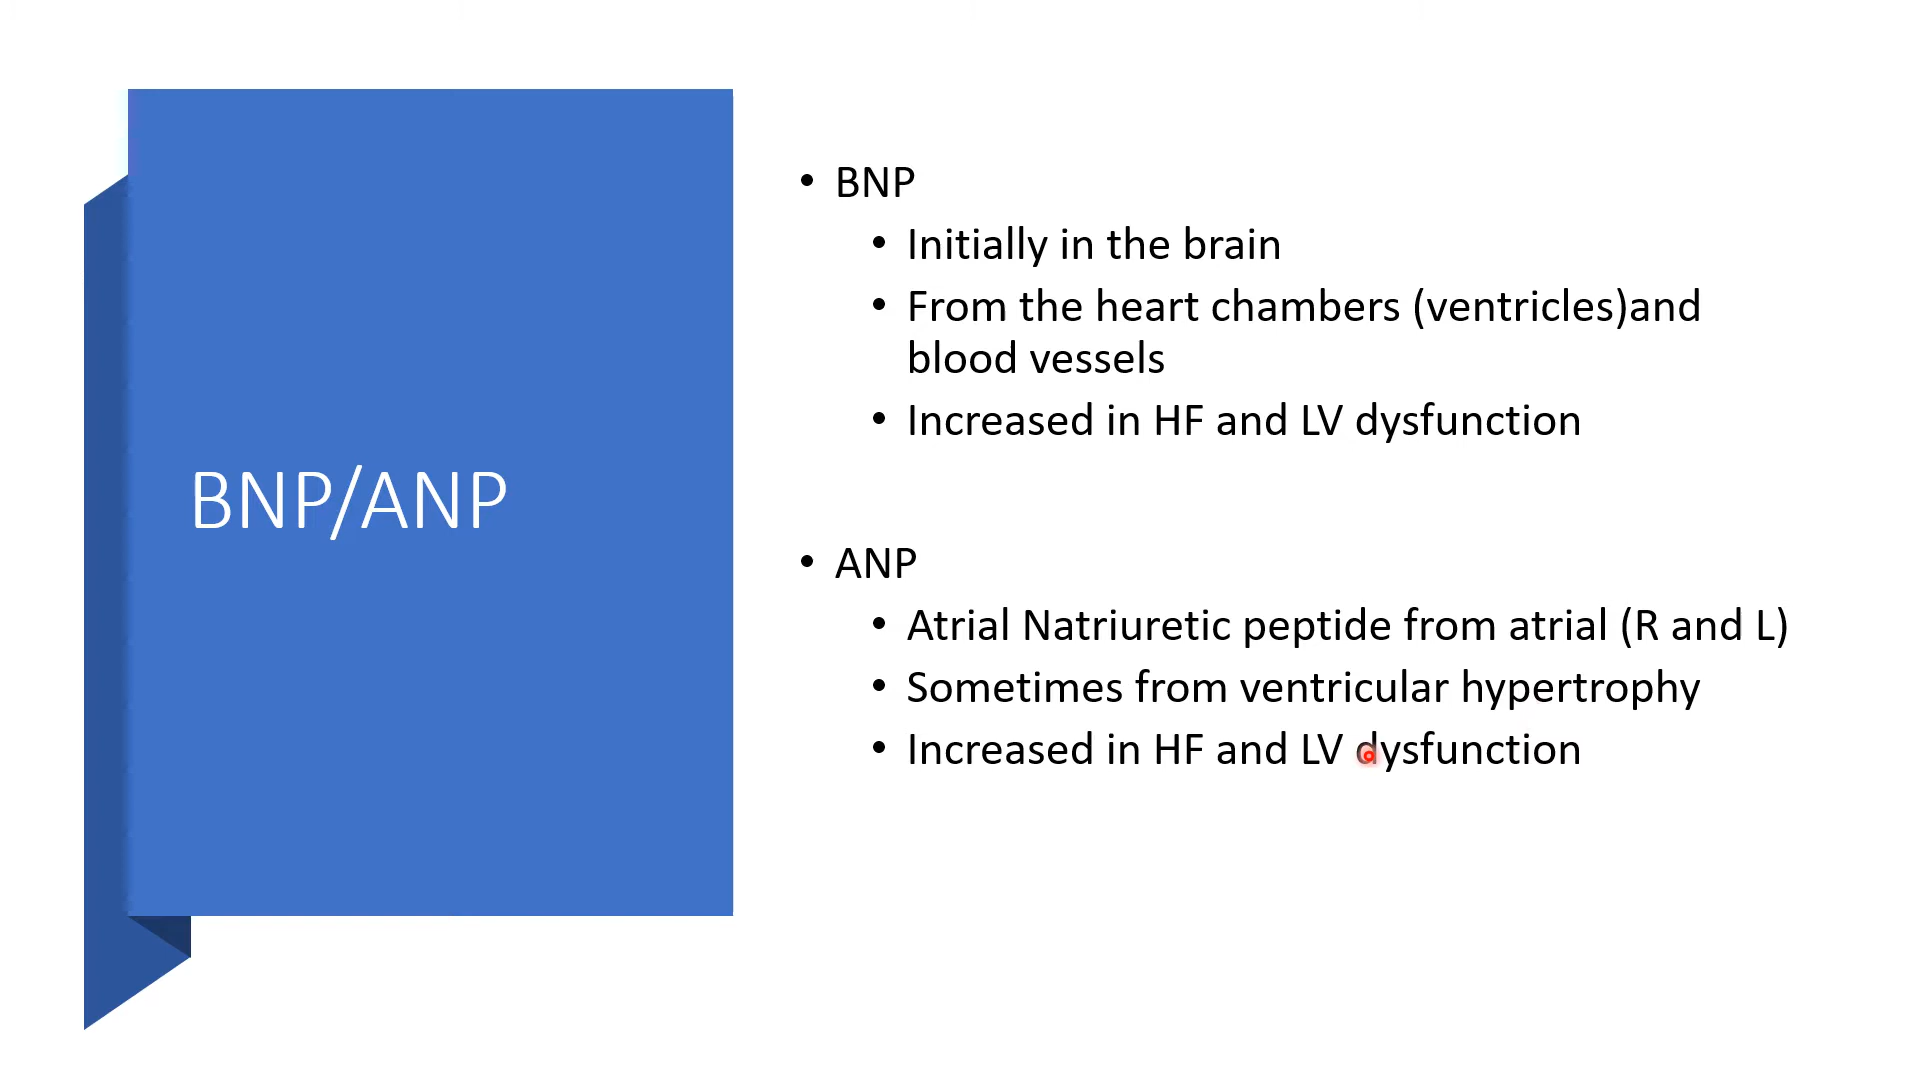 BNP/ANP
• BNP
• Initially in the brain
• From the heart chambers (ventricles)and
blood vessels
• Increased in HF and LV dysfunction
• ANP
• Atrial Natriuretic peptide from atrial (R and L)
• Sometimes from ventricular hypertrophy
• Increased in HF and LV dysfunction